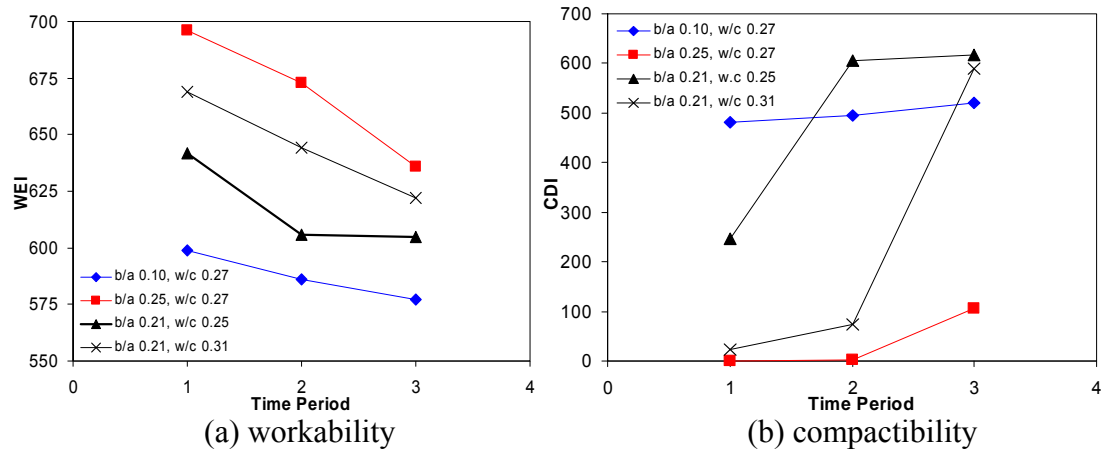 700
675
650
625
600
575
550
WEI
b/a 0.10, w/c 0.27
b/a 0.25, w/c 0.27
b/a 0.21, w/c 0.25
b/a 0.21, w/c 0.31
0
1
2
3
4
Time Period
(a) workability
700
600
500
400
300
200
100
0
CDI
b/a 0.10, w/c 0.27
b/a 0.25, w/c 0.27
b/a 0.21, w.c 0.25
b/a 0.21, w/c 0.31
0
1
2
3
4
Time Period
(b) compactibility